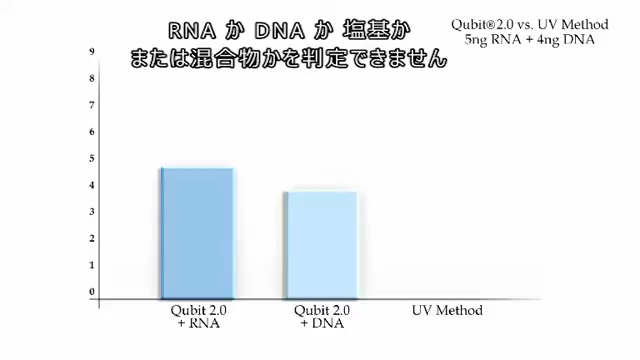 RNA か DNA か 塩基か
または混合物かを判定できません
Qubit®2.0 vs. UV Method
5ng RNA + 4ng DNA
9
8
7
6
5
4
3
2
1
0
Qubit 2.0
+ RNA
Qubit 2.0
+ DNA
UV Method